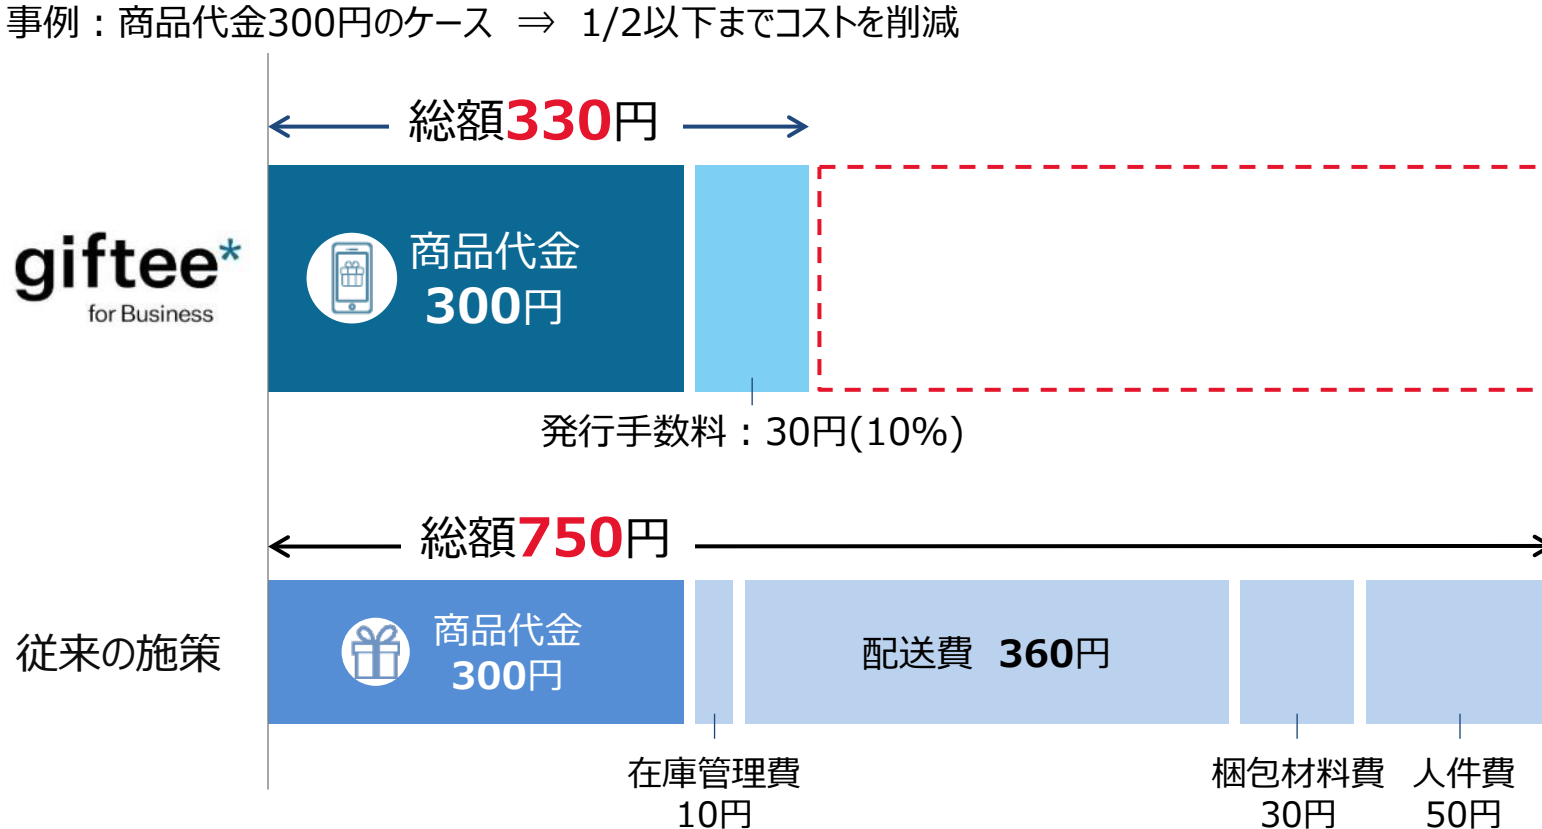 事例：商品代金300円のケース ⇒ 1/2以下までコストを削減
総額330円
giftee*
for Business
商品代金
300円
発行手数料：30円(10%)
総額750円
従来の施策
商品代金
300円
配送費 360円
在庫管理費
10円
梱包材料費
30円
人件費
50円